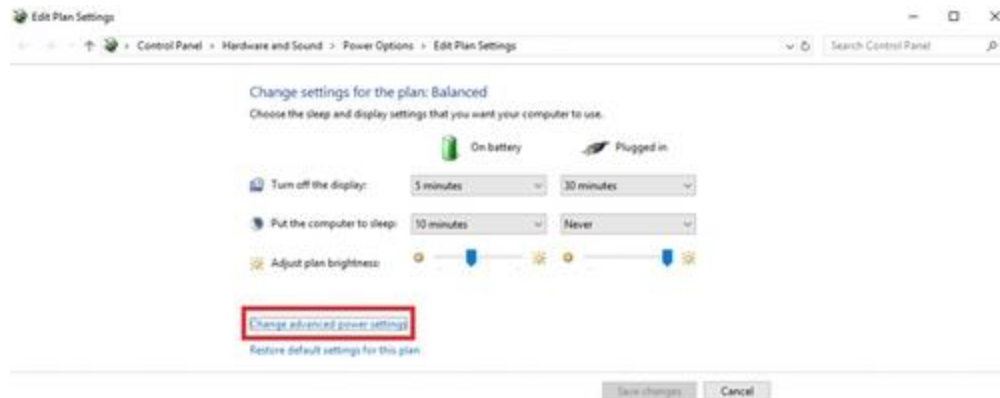 Edit Plan Settings
Control Panel > Hardware and Sound > Power Options > Edit Plan Settings
Search Control Panel
Change settings for the plan: Balanced
Choose the sleep and display settings that you want your computer to use.
On battery
Plugged in
Turn off the display:
5 minutes
30 minutes
Put the computer to sleep:
10 minutes
Never
Adjust plan brightness:
Change advanced power settings
Restore default settings for this plan
Save changes
Cancel